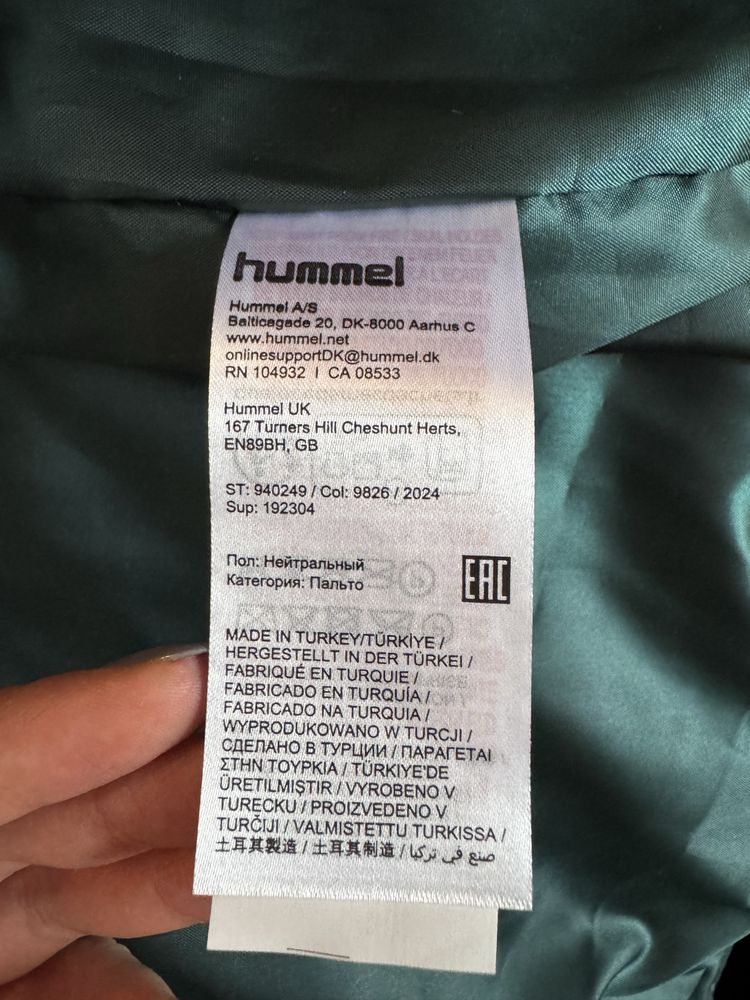 hummel
Hummel A/S
Balticagade 20, DK-8000 Aarhus C
www.hummel.net
onlinesupportDK@hummel.dk
RN 104932 I CA 08533
Hummel UK
167 Turners Hill Cheshunt Herts,
EN89BH, GB
ST: 940249 / Col: 9826 / 2024
Sup: 192304
Пол: Нейтральный
Категория: Пальто
EAC
MADE IN TURKEY/TÜRKİYE /
HERGESTELLT IN DER TÜRKEI /
FABRIQUÉ EN TURQUIE /
FABRICADO EN TURQUÍA /
FABRICADO NA TURQUIA /
WYPRODUKOWANO W TURCJI /
СДЕЛАНО В ТУРЦИИ / ΠΑΡΑΓΕΤΑΙ
ΣΤΗΝ ΤΟΥΡΚΙΑ / TÜRKİYE'DE
ÜRETİLMİŞTİR / VYROBENO V
TURECKU / PROIZVEDENO V
TURČIJI / VALMISTETTU TURKISSA /
土耳其製造 / 土耳其制造 / صنع في تركيا